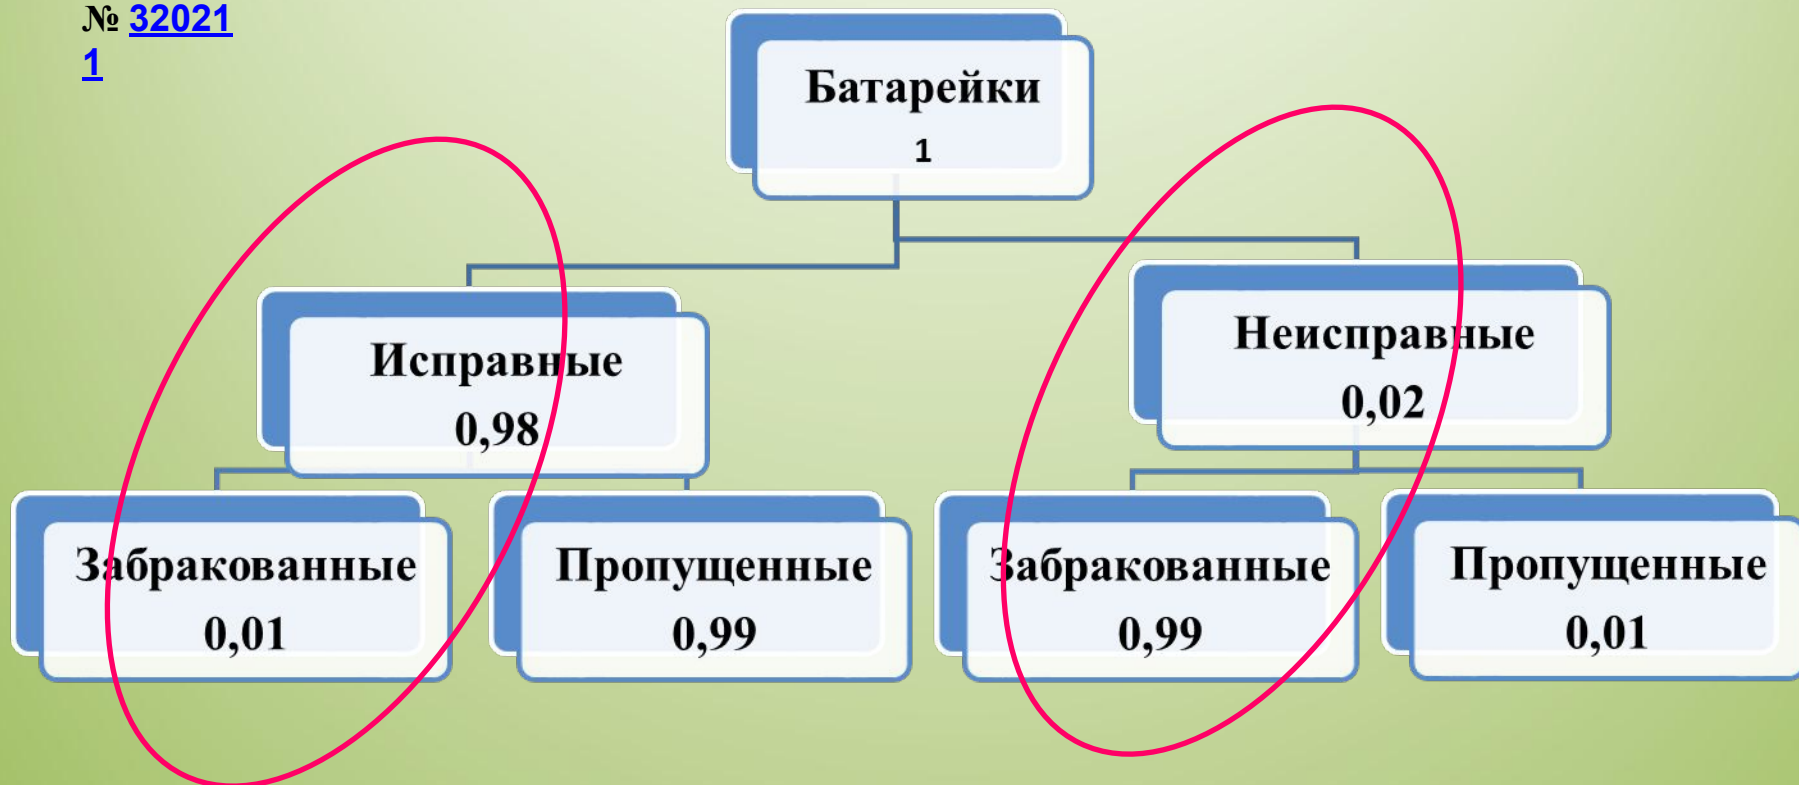 № 32021
1
Батарейки
1
Исправные
0,98
Неисправные
0,02
Забракованные
0,01
Пропущенные
0,99
Забракованные
0,99
Пропущенные
0,01